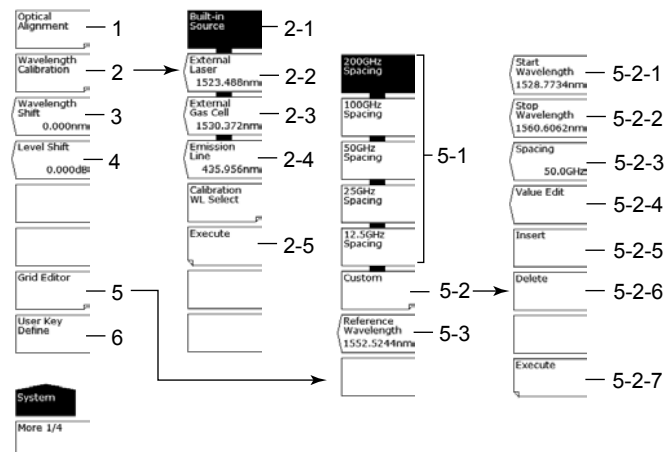 Optical
Alignment
1
Wavelength
Calibration
2
Wavelength
Shift
0.000nm
3
Level Shift
0.000dB
4
Grid Editor
5
User Key
Define
6
System
More 1/4
Built-in
Source
2-1
External
Laser
1523.488nm
2-2
External
Gas Cell
1530.372nm
2-3
Emission
Line
435.956nm
2-4
Calibration
WL Select
Execute
2-5
200GHz
Spacing
100GHz
Spacing
50GHz
Spacing
25GHz
Spacing
12.5GHz
Spacing
5-1
Custom
5-2
Reference
Wavelength
1552.5244nm
5-3
Start
Wavelength
1528.7734nm
5-2-1
Stop
Wavelength
1560.6062nm
5-2-2
Spacing
50.0GHz
5-2-3
Value Edit
5-2-4
Insert
5-2-5
Delete
5-2-6
Execute
5-2-7